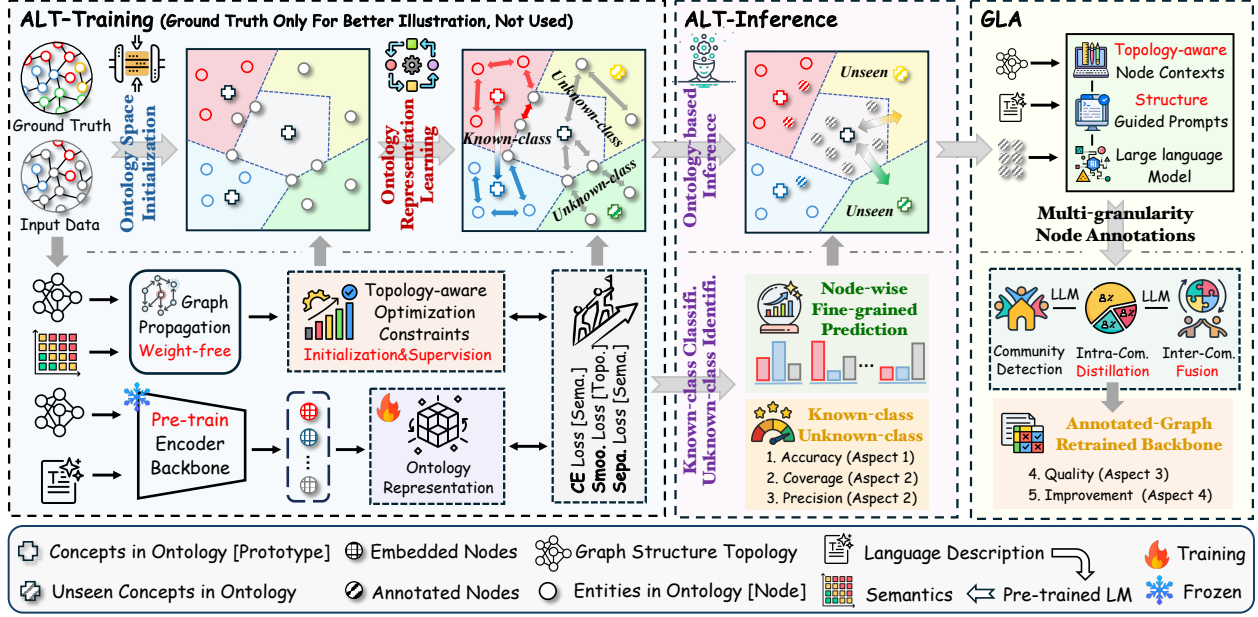 ALT-Training (Ground Truth Only For Better Illustration, Not Used)
Ground Truth
Input Data
Ontology Space
Initialization
Ontology
Representation
Learning
Known-class
Unknown-class
Unknown-class
Graph
Propagation
Weight-free
Topology-aware
Optimization
Constraints
Initialization&Supervision
Pre-train
Encoder
Backbone
Ontology
Representation
CE Loss [Sema.]
Smoo. Loss [Topo.]
Sepa. Loss [Sema.]
ALT-Inference
Ontology-based
Inference
Unseen
Unseen
Known-class Classifi.
Unknown-class Identifi.
Node-wise
Fine-grained
Prediction
Known-class
Unknown-class
1. Accuracy (Aspect 1)
2. Coverage (Aspect 2)
3. Precision (Aspect 2)
GLA
Topology-aware
Node Contexts
Structure
Guided Prompts
Large language
Model
Multi-granularity
Node Annotations
LLM
LLM
Community
Detection
Intra-Com.
Distillation
Inter-Com.
Fusion
Annotated-Graph
Retrained Backbone
4. Quality (Aspect 3)
5. Improvement (Aspect 4)
Concepts in Ontology [Prototype]
Embedded Nodes
Graph Structure Topology
Language Description
Training
Unseen Concepts in Ontology
Annotated Nodes
Entities in Ontology [Node]
Semantics
Pre-trained LM
Frozen